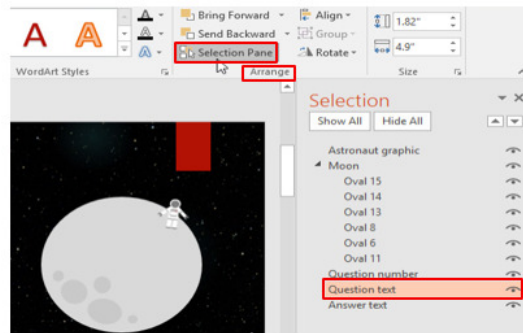 Bring Forward
Align
1.82"
A A A
Send Backward
Group
4.9"
A A A
Selection Pane
Rotate
WordArt Styles
Arrange
Size
Selection
Show All Hide All
Astronaut graphic
Moon
Oval 15
Oval 14
Oval 13
Oval 8
Oval 6
Oval 11
Question number
Question text
Answer text